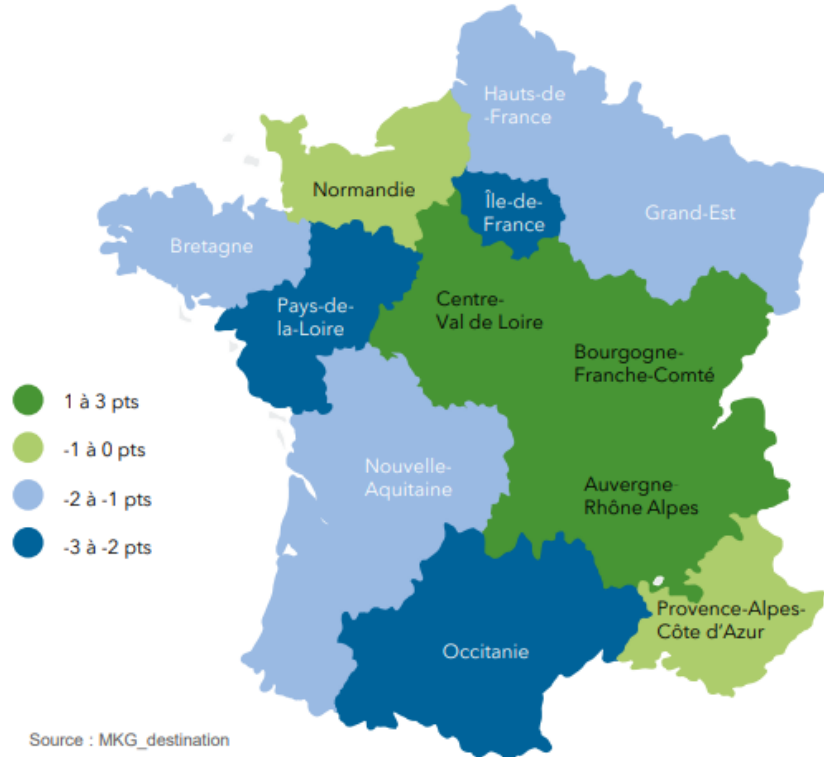 Hauts-de
-France
Normandie
Île-de-
France
Grand-Est
Bretagne
Pays-de-
la-Loire
Centre-
Val de Loire
Bourgogne-
Franche-Comté
1 à 3 pts
-1 à 0 pts
-2 à -1 pts
-3 à -2 pts
Nouvelle-
Aquitaine
Auvergne-
Rhône Alpes
Provence-Alpes-
Côte d'Azur
Occitanie
Source : MKG_destination